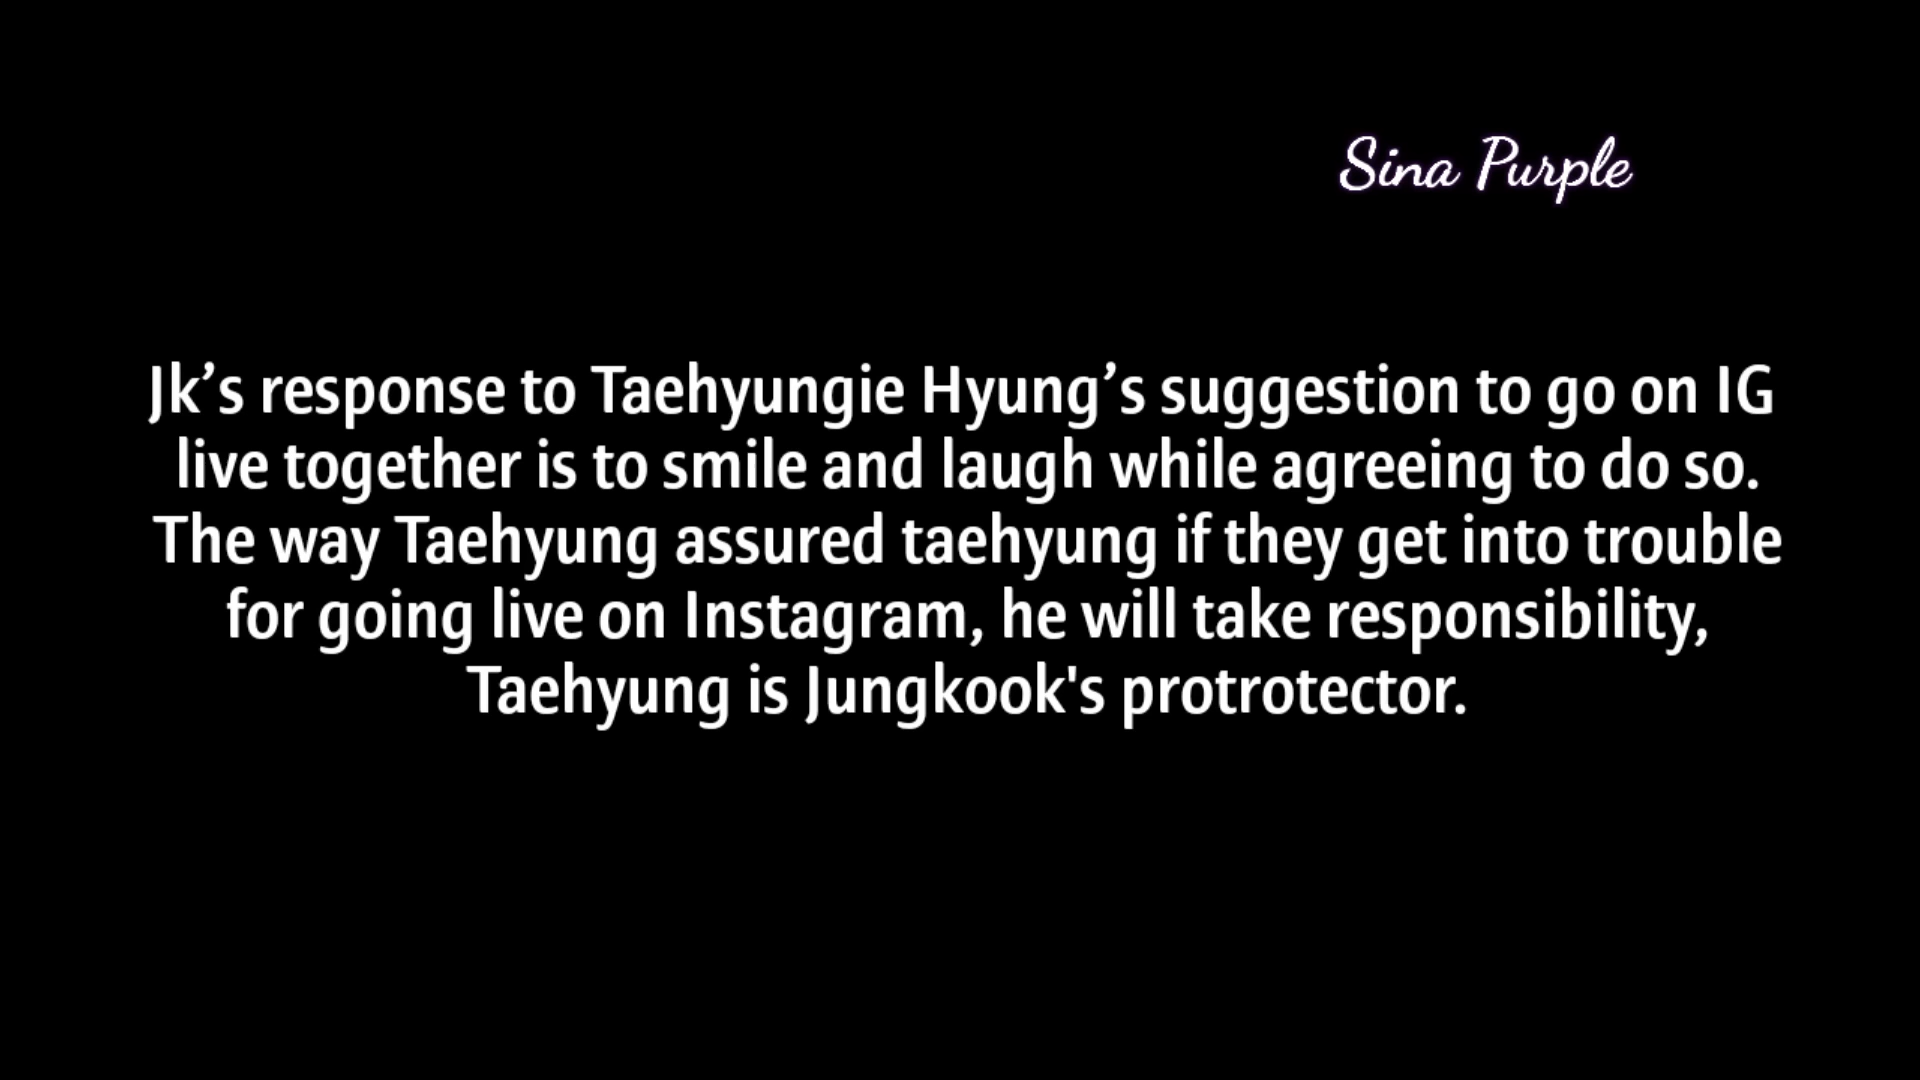 Sina Purple
Jk’s response to Taehyungie Hyung’s suggestion to go on IG
live together is to smile and laugh while agreeing to do so.
The way Taehyung assured taehyung if they get into trouble
for going live on Instagram, he will take responsibility,
Taehyung is Jungkook's protrotector.